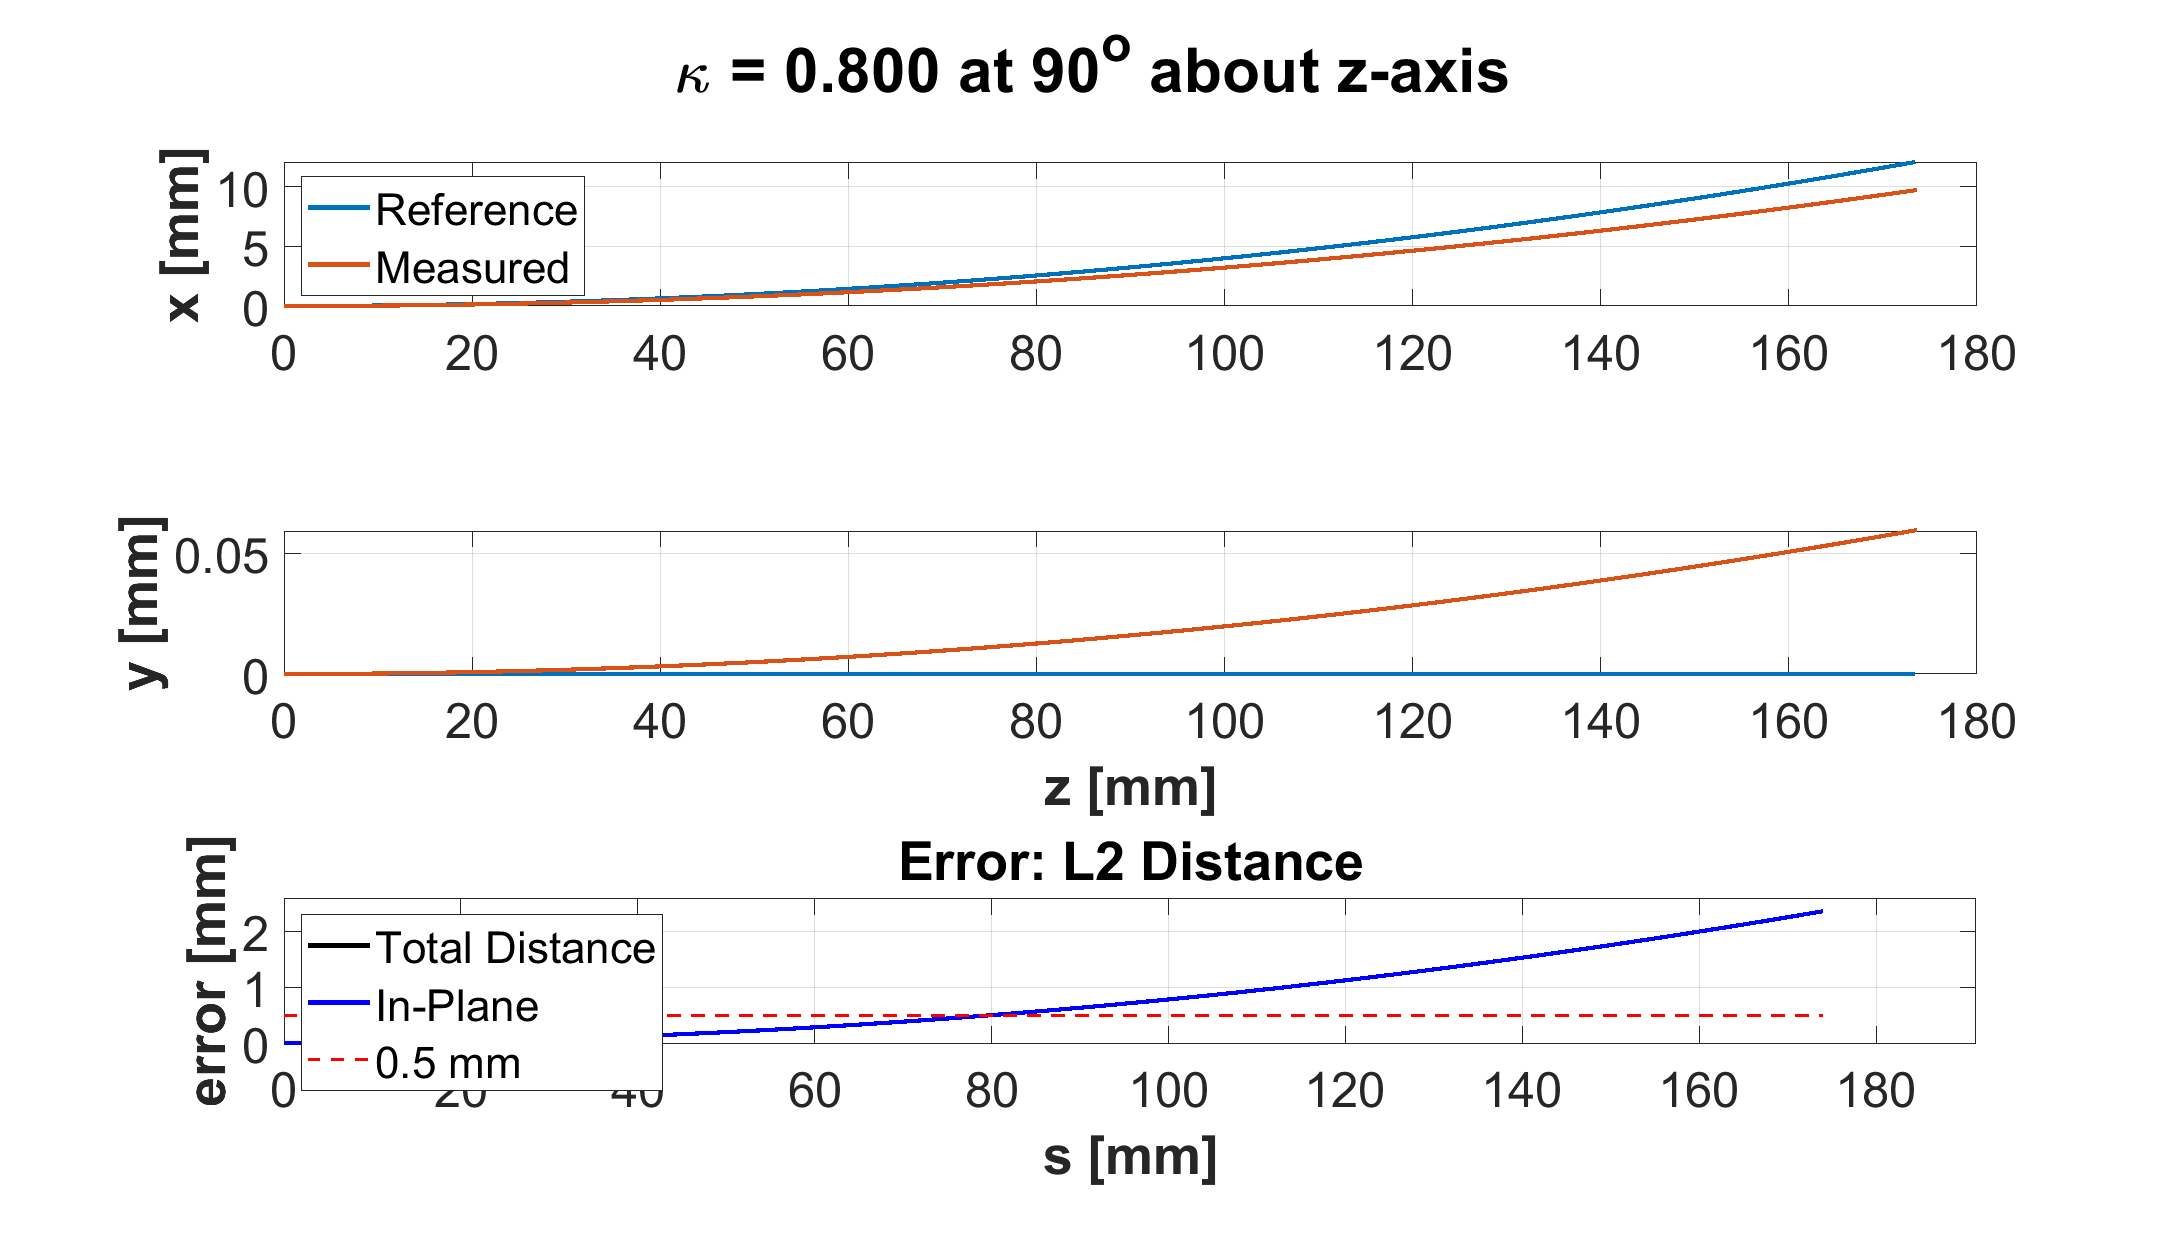 κ = 0.800 at 90° about z-axis
x [mm]
10
5
0
Reference
Measured
0 20 40 60 80 100 120 140 160 180
y [mm]
0.05
0
0 20 40 60 80 100 120 140 160 180
z [mm]
Error: L2 Distance
error [mm]
2
1
0
Total Distance
In-Plane
0.5 mm
0 20 40 60 80 100 120 140 160 180
s [mm]